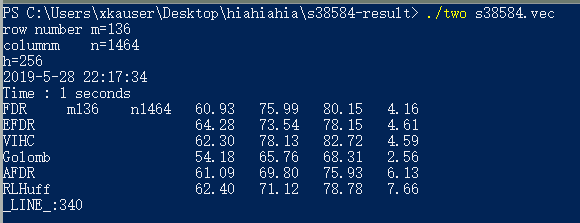 PS C:\Users\xkauser\Desktop\hiahiahia\s38584-result> ./two s38584.vec
row number m=136
columnm    n=1464
h=256
2019-5-28 22:17:34
Time : 1 seconds
FDR     m136    n1464   60.93   75.99   80.15   4.16
EFDR                    64.28   73.54   78.15   4.61
VIHC                    62.30   78.13   82.72   4.59
Golomb                  54.18   65.76   68.31   2.56
AFDR                    61.09   69.80   75.93   6.13
RLHuff                  62.40   71.12   78.78   7.66
_LINE_:340